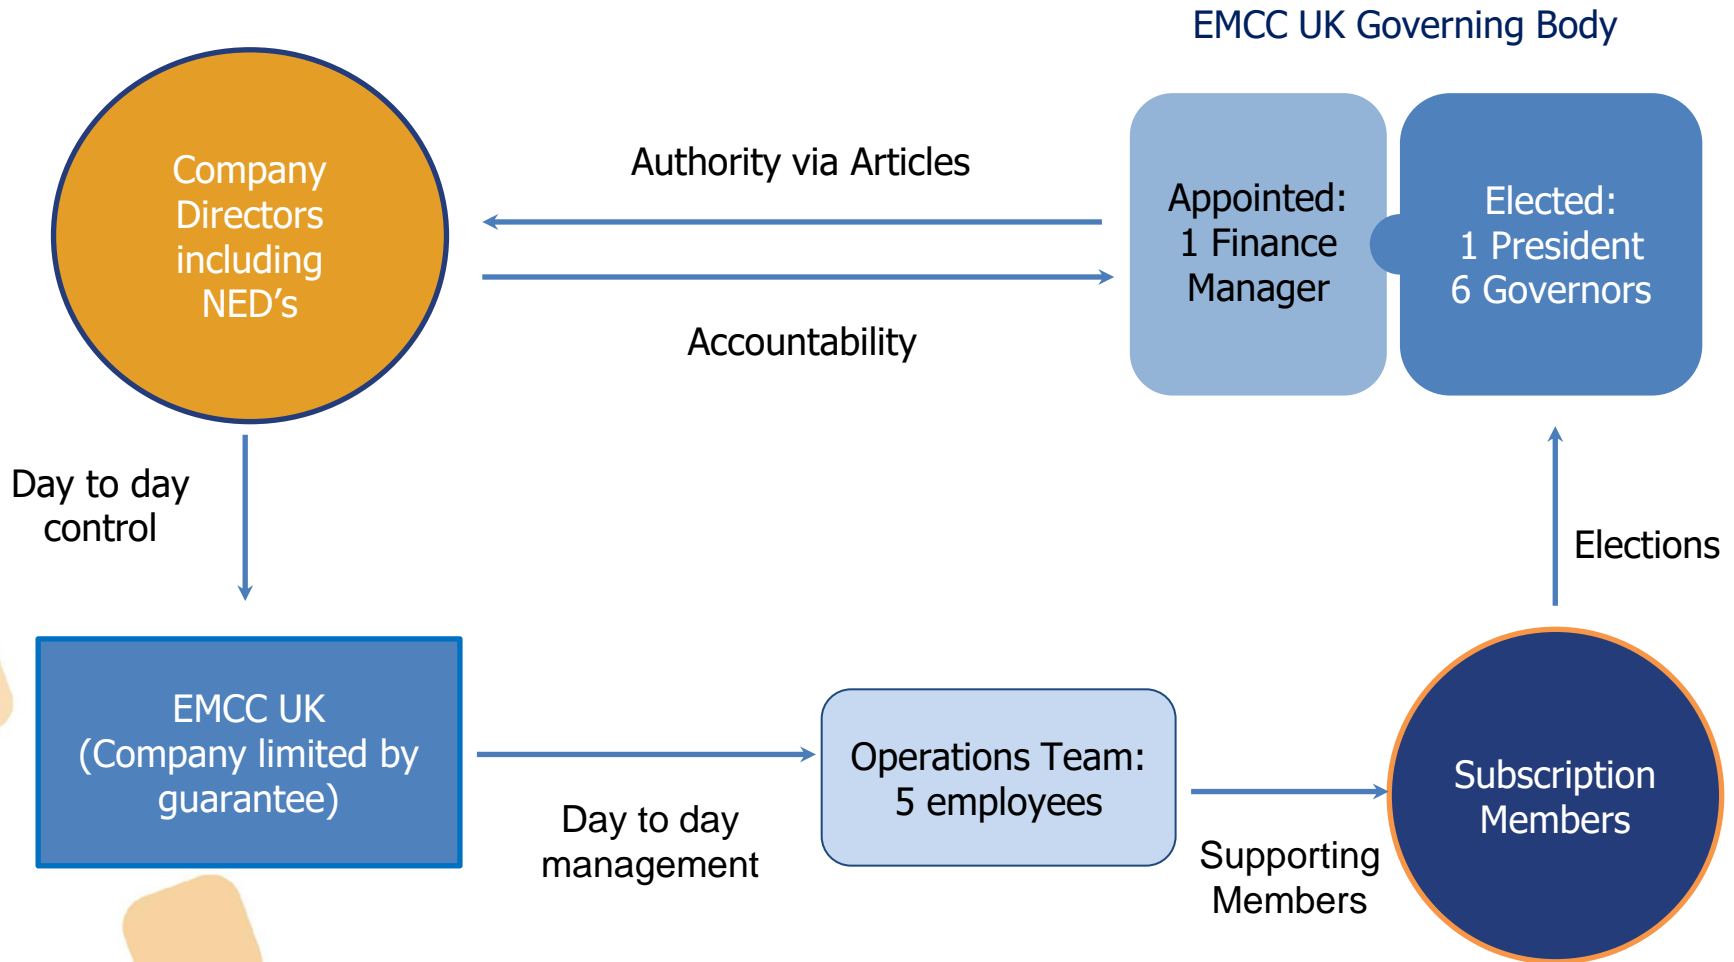 EMCC UK Governing Body
Company
Directors
including
NED’s
Authority via Articles
Accountability
Appointed:
1 Finance
Manager
Elected:
1 President
6 Governors
Day to day
control
Elections
EMCC UK
(Company limited by
guarantee)
Day to day
management
Operations Team:
5 employees
Supporting
Members
Subscription
Members